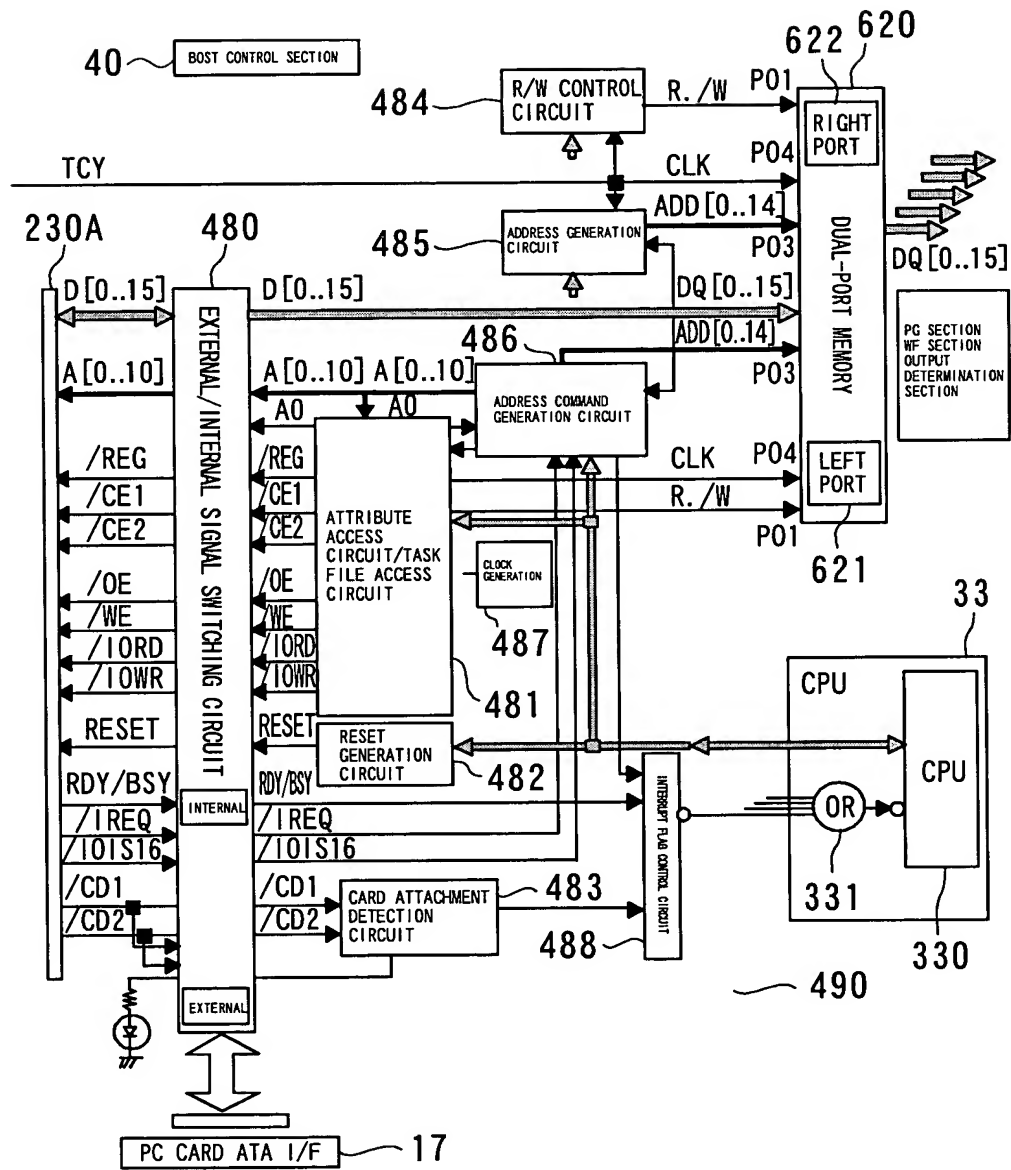 40
BOST CONTROL SECTION
484
R/W CONTROL
CIRCUIT
R./W
P01
622
620
RIGHT
PORT
TCY
CLK
P04
230A
480
485
ADDRESS GENERATION
CIRCUIT
ADD[0..14]
P03
DUAL-PORT MEMORY
DQ[0..15]
D[0..15]
D[0..15]
DQ[0..15]
EXTERNAL/INTERNAL SIGNAL SWITCHING CIRCUIT
486
ADD[0..14]
P03
PG SECTION
WF SECTION
OUTPUT
DETERMINATION
SECTION
A[0..10]
A[0..10]
A[0..10]
ADDRESS COMMAND
GENERATION CIRCUIT
A0
A0
/REG
/REG
CLK
P04
LEFT
PORT
/CE1
/CE1
R./W
P01
/CE2
/CE2
ATTRIBUTE
ACCESS
CIRCUIT/TASK
FILE ACCESS
CIRCUIT
CLOCK
GENERATION
487
621
/OE
/OE
/WE
/WE
/IORD
/IORD
/IOWR
/IOWR
481
33
CPU
RESET
RESET
RESET
GENERATION
CIRCUIT
482
CPU
RDY/BSY
INTERNAL
RDY/BSY
INTERRUPT FLAG CONTROL CIRCUIT
OR
/IREQ
/IREQ
/IOIS16
/IOIS16
331
/CD1
/CD1
CARD ATTACHMENT
DETECTION
CIRCUIT
483
/CD2
/CD2
488
330
490
EXTERNAL
PC CARD ATA I/F
17